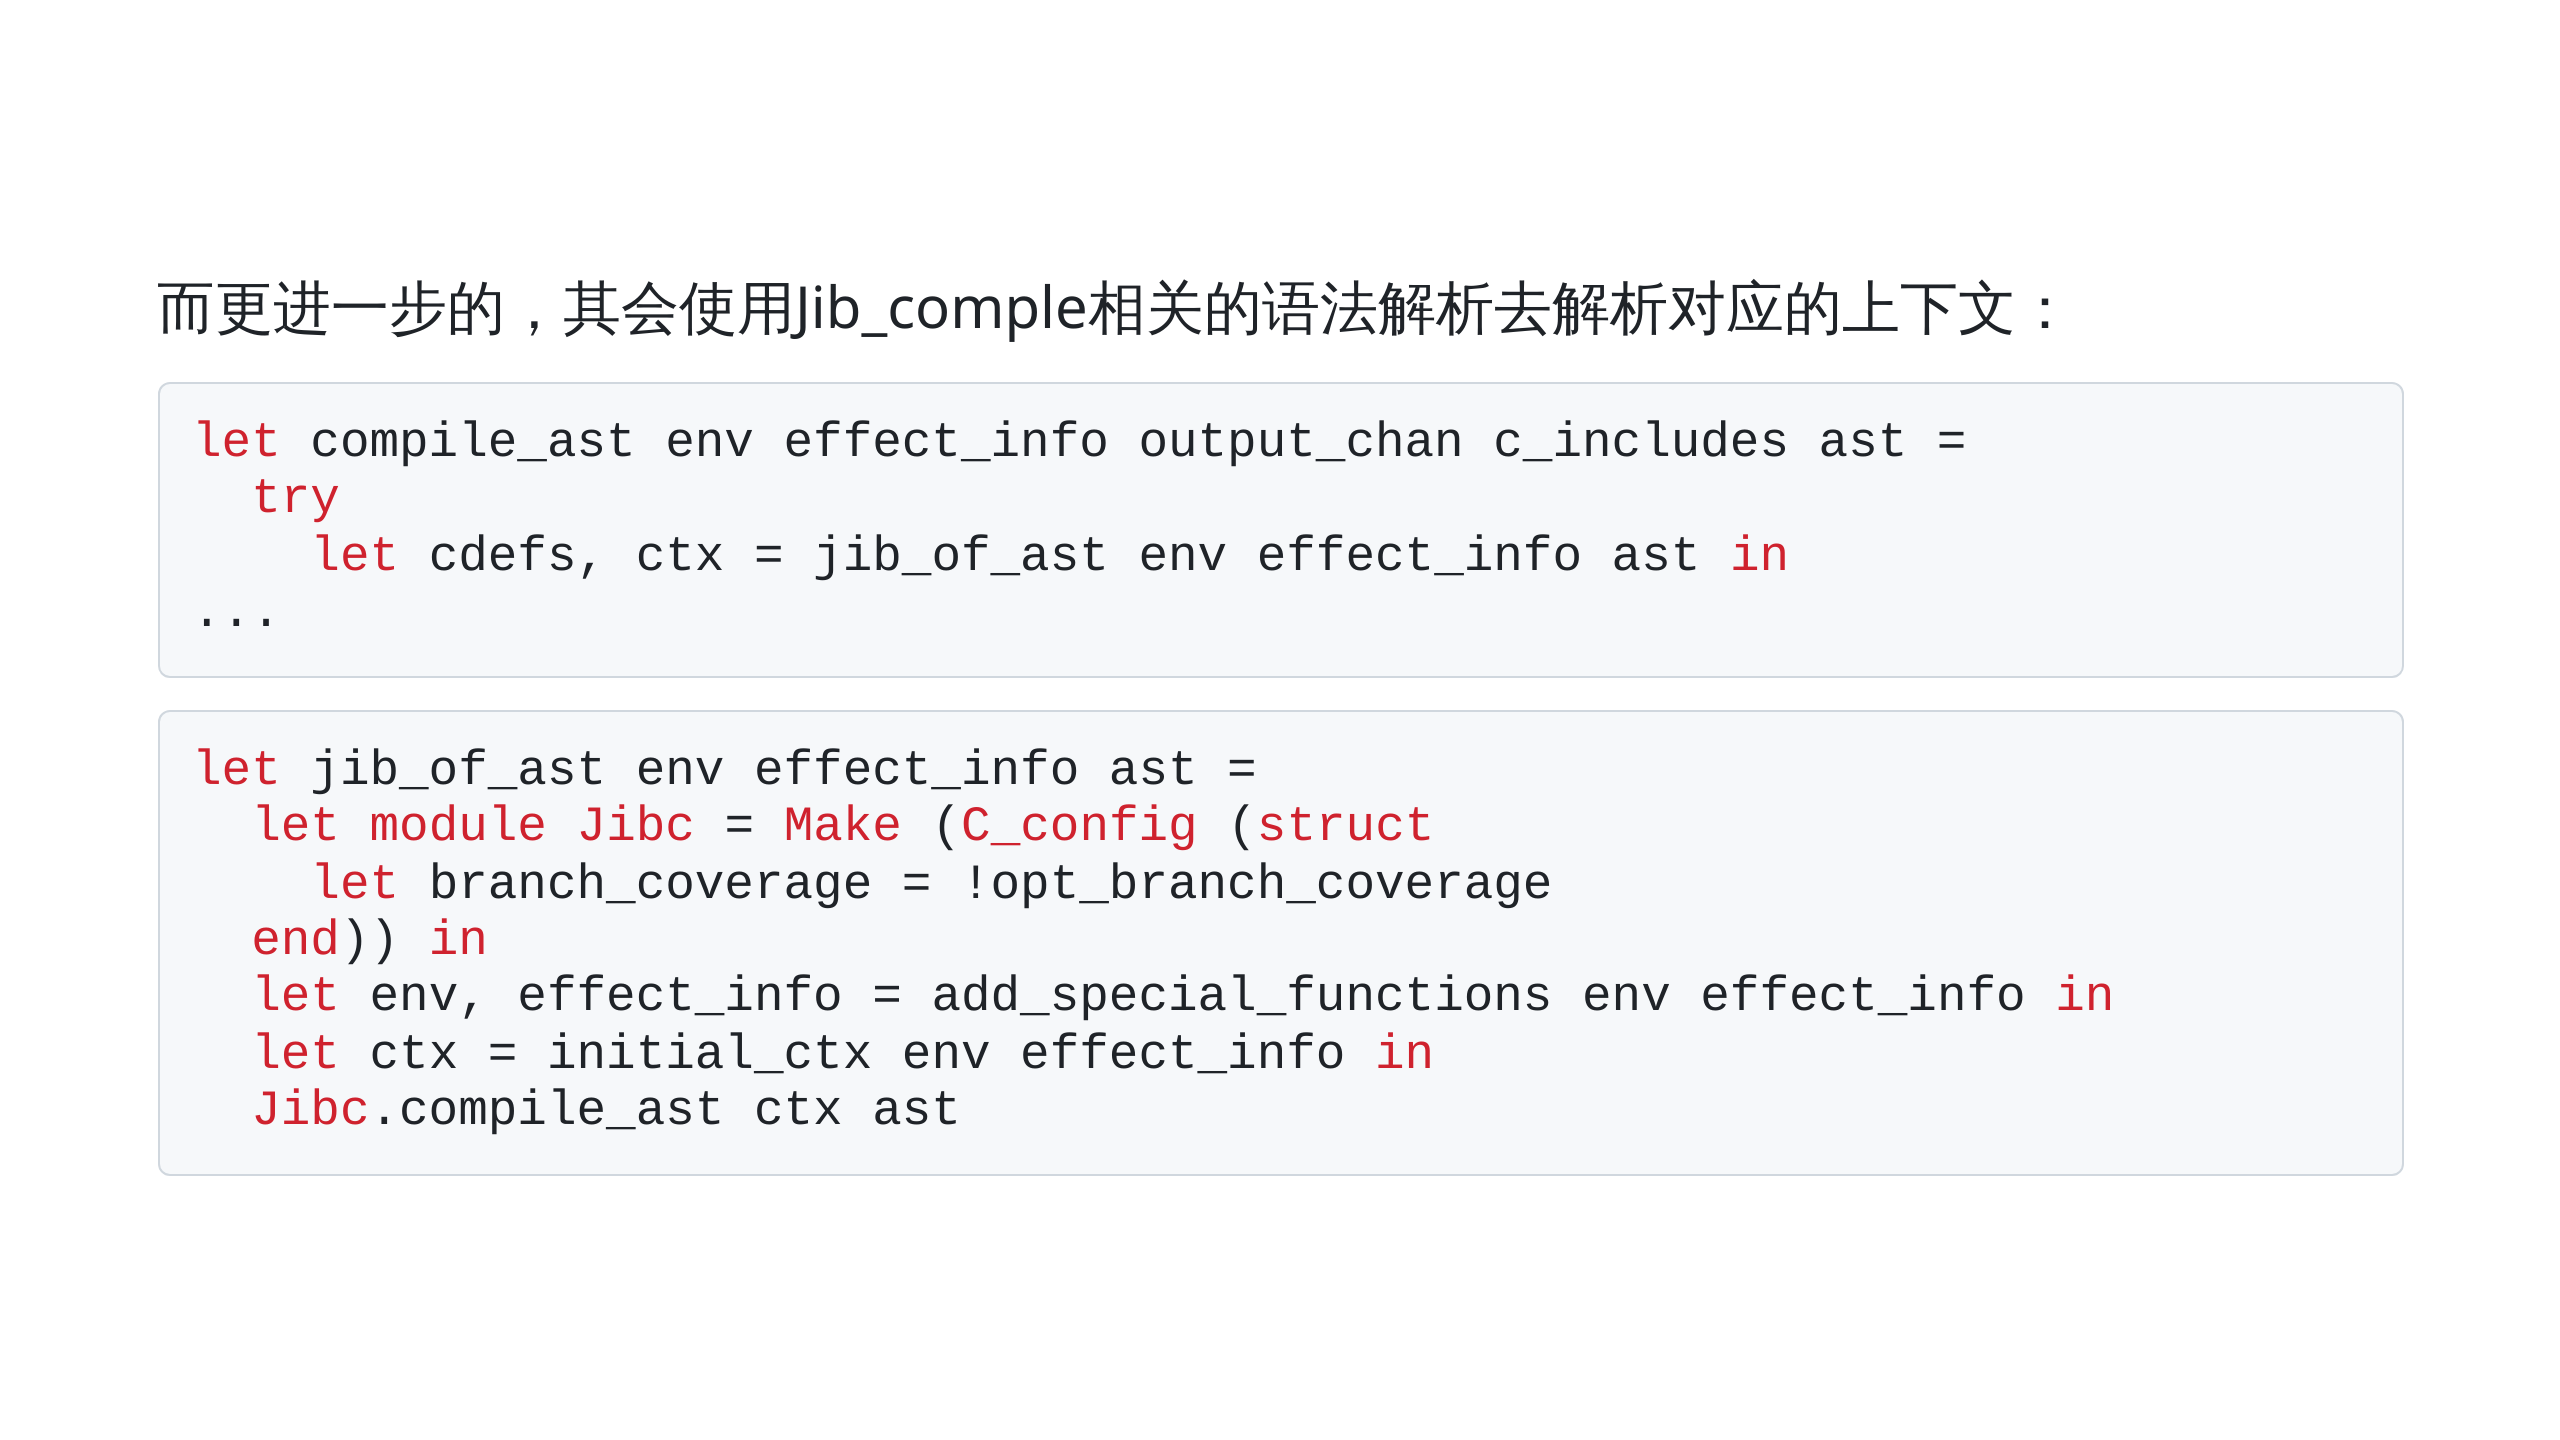 而更进一步的，其会使用Jib_comple相关的语法解析去解析对应的上下文：
let compile_ast env effect_info output_chan c_includes ast =
  try
    let cdefs, ctx = jib_of_ast env effect_info ast in
...
let jib_of_ast env effect_info ast =
  let module Jibc = Make (C_config (struct
    let branch_coverage = !opt_branch_coverage
  end)) in
  let env, effect_info = add_special_functions env effect_info in
  let ctx = initial_ctx env effect_info in
  Jibc.compile_ast ctx ast